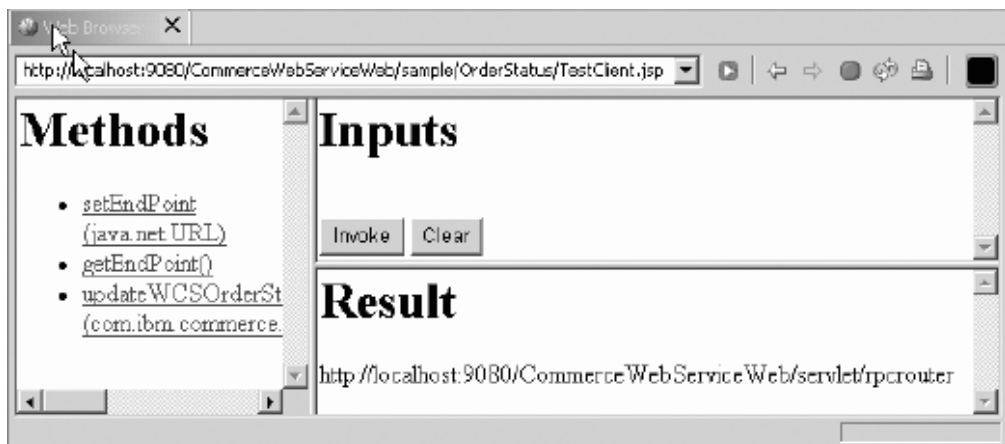 Web Browser
http://localhost:9080/CommerceWebServiceWeb/sample/OrderStatus/TestClient.jsp
Methods
setEndPoint
(java.net.URL)
getEndPoint()
updateWCSOrderSt
(com.ibm.commerce.
Inputs
Invoke Clear
Result
http://localhost:9080/CommerceWebServiceWeb/servlet/rpcrouter